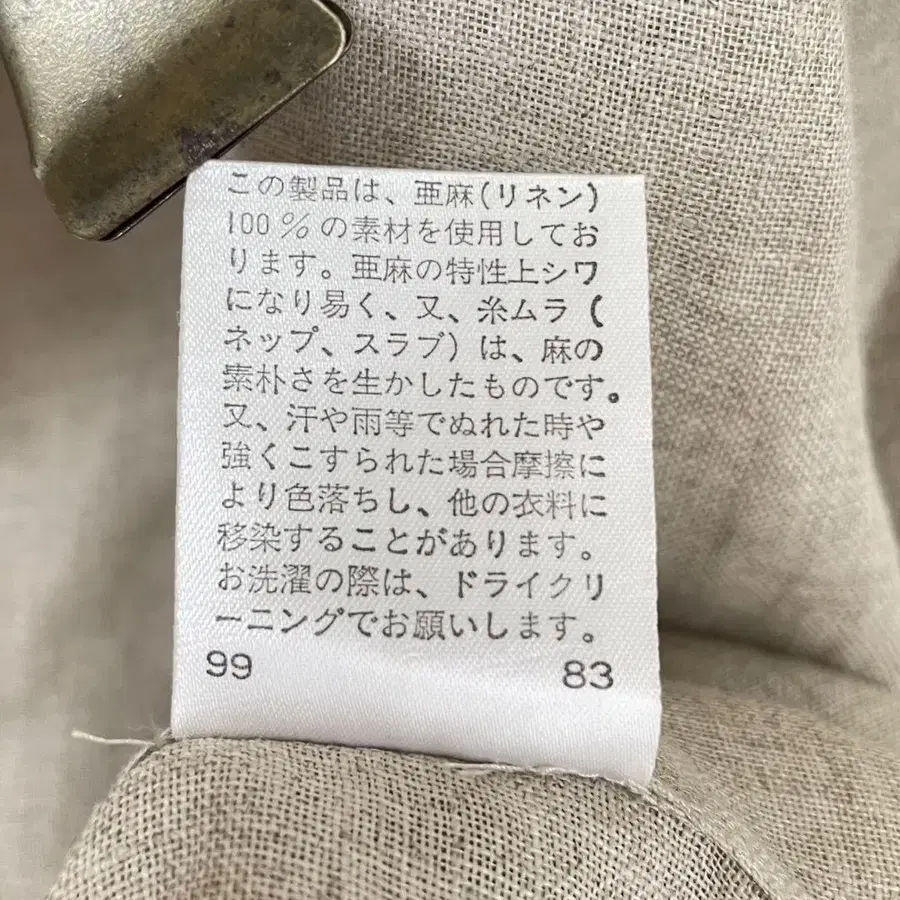 この製品は、亜麻(リネン)
100%の素材を使用してお
ります。亜麻の特性上シワ
になり易く、又、糸ムラ(
ネップ、スラブ)は、麻の
素朴さを生かしたものです。
又、汗や雨等でぬれた時や
強くこすられた場合摩擦に
より色落ちし、他の衣料に
移染することがあります。
お洗濯の際は、ドライクリ
ーニングでお願いします。
99 83